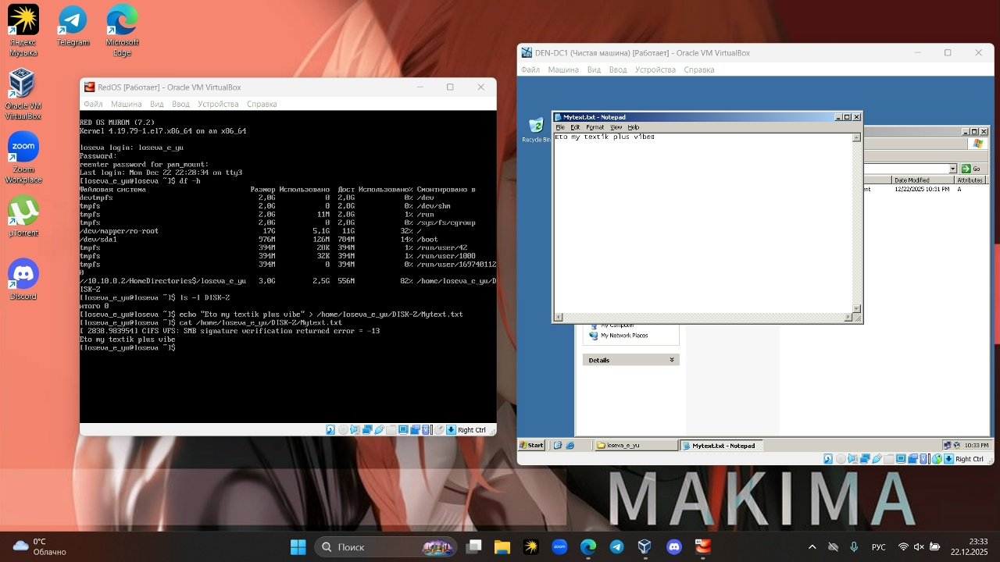 Яндекс
Музыка
Telegram
Microsoft
Edge
Oracle VM
VirtualBox
Zoom
zoom
Workplace
µTorrent
Discord
RedOS [Работает] - Oracle VM VirtualBox
Файл Машина Вид Ввод Устройства Справка
RED OS MUROM (7.2)
Kernel 4.19.79-1.el7.x86_64 on an x86_64
loseva login: loseva_e_yu
Password:
reenter password for pam_mount:
Last login: Mon Dec 22 22:28:34 on tty3
[loseva_e_yu@loseva ~]$ df -h
Файловая система Размер Использовано Дост Использовано% Смонтировано в
devtmpfs 2,0G 0 2,0G 0% /dev
tmpfs 2,0G 0 2,0G 0% /dev/shm
tmpfs 2,0G 11M 2,0G 1% /run
tmpfs 2,0G 0 2,0G 0% /sys/fs/cgroup
/dev/mapper/ro-root 17G 5,1G 11G 32% /
/dev/sda1 976M 126M 784M 14% /boot
tmpfs 394M 20K 394M 1% /run/user/42
tmpfs 394M 32K 394M 1% /run/user/1000
tmpfs 394M 0 394M 0% /run/user/169740112
0
//10.10.0.2/HomeDirectories$/loseva_e_yu 3,0G 2,5G 556M 82% /home/loseva_e_yu/D
ISK-Z
[loseva_e_yu@loseva ~]$ ls -l DISK-Z
итого 0
[loseva_e_yu@loseva ~]$ echo "Eto my textik plus vibe" > /home/loseva_e_yu/DISK-Z/Mytext.txt
[loseva_e_yu@loseva ~]$ cat /home/loseva_e_yu/DISK-Z/Mytext.txt
[ 2838.983954] CIFS VFS: SMB signature verification returned error = -13
Eto my textik plus vibe
[loseva_e_yu@loseva ~]$
Right Ctrl
DEN-DC1 (Чистая машина) [Работает] - Oracle VM VirtualBox
Файл Машина Вид Ввод Устройства Справка
Recycle Bin
Mytext.txt - Notepad
File Edit Format View Help
Eto my textik plus vibe
Go
Date Modified Attributes
12/22/2025 10:31 PM A
My Computer
My Network Places
Details
Start loseva_e_yu Mytext.txt - Notepad 10:33 PM
Right Ctrl
MAKIMA
0°C
Облачно
Поиск
zoom
РУС
23:33
22.12.2025